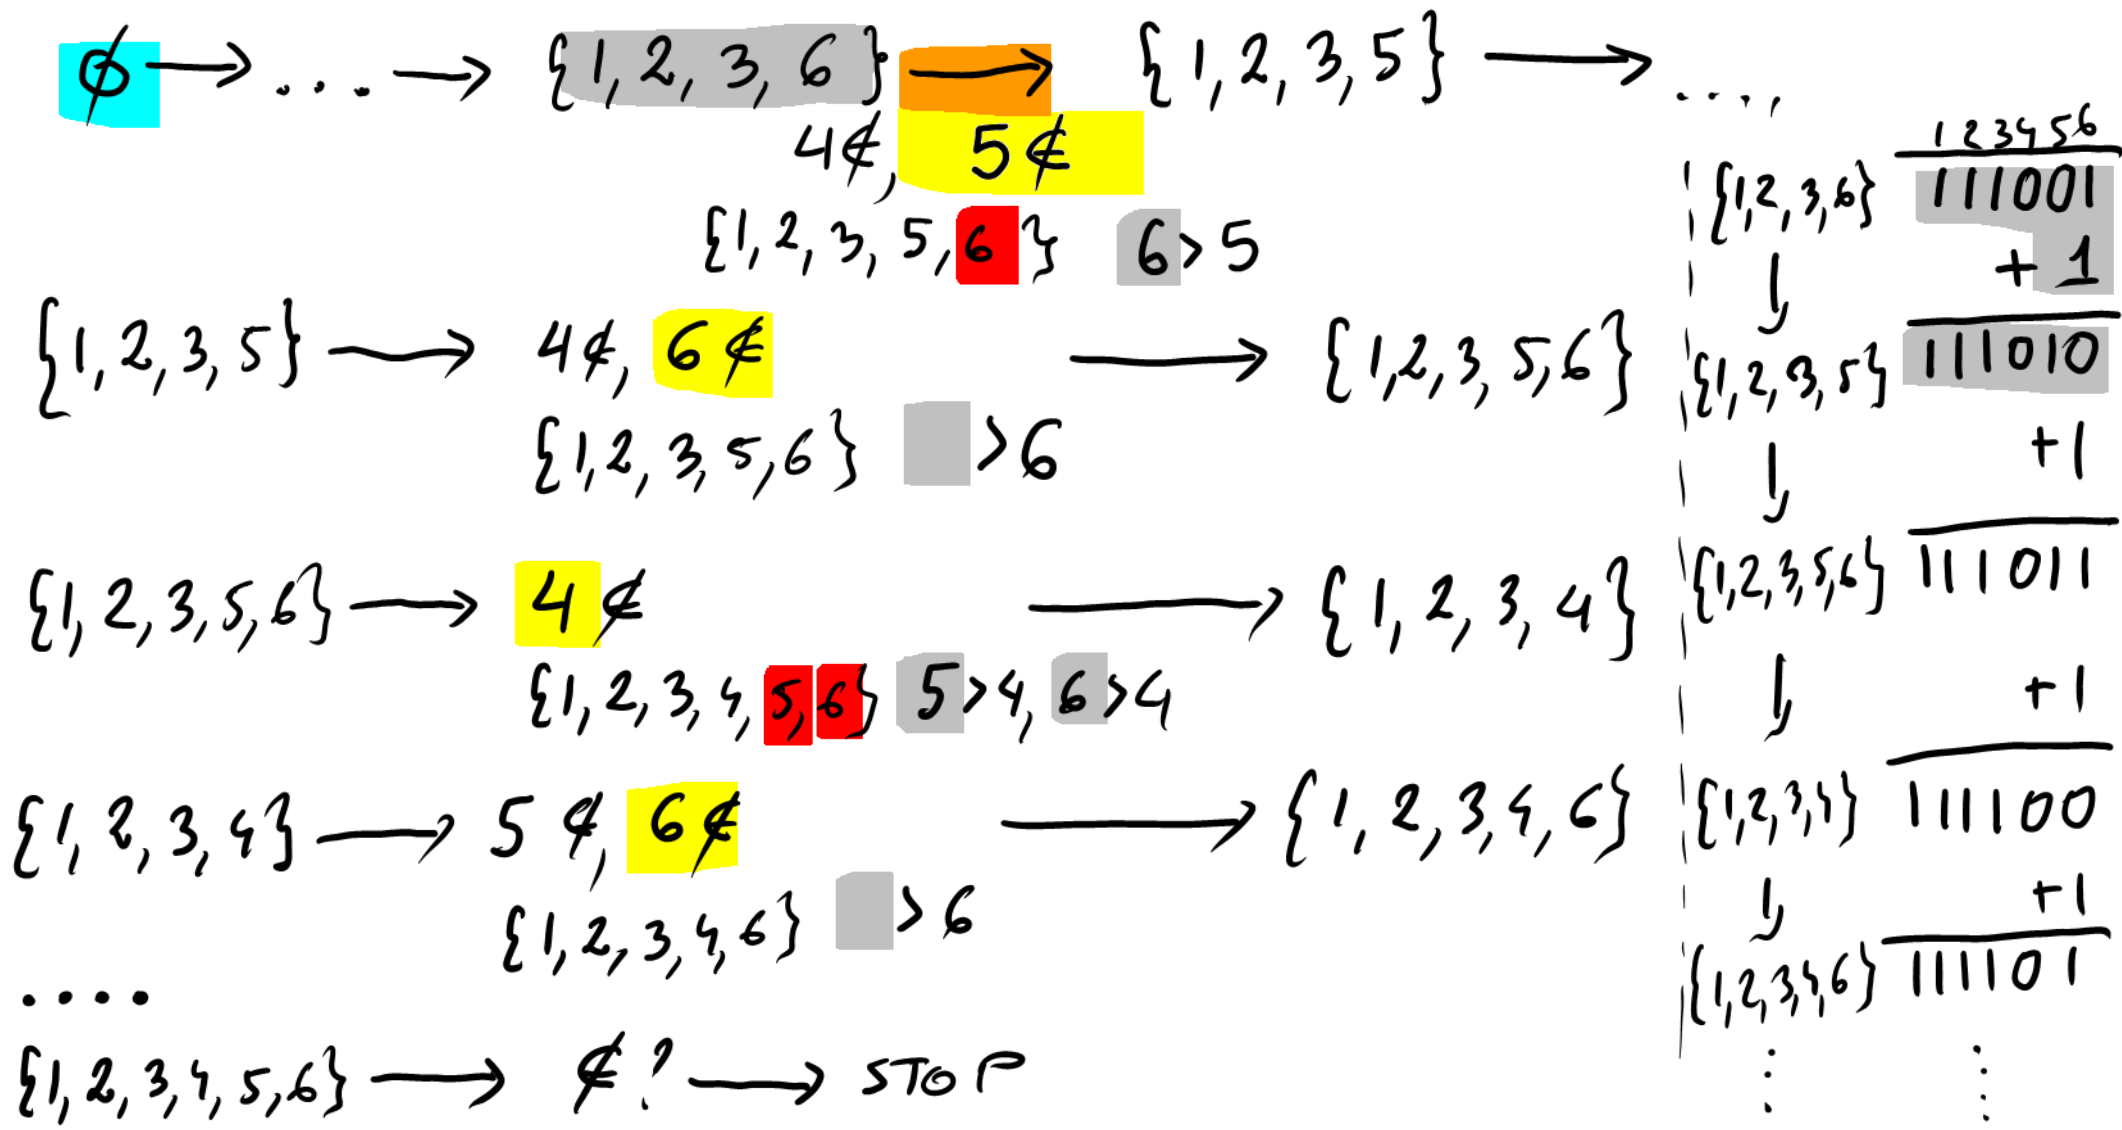 ∅ → .... → {1, 2, 3, 6} → {1, 2, 3, 5} → ....
4∉, 5∉
{1, 2, 3, 5, 6} 6 > 5
{1, 2, 3, 5} → 4∉, 6∉ → {1, 2, 3, 5, 6}
{1, 2, 3, 5, 6} > 6
{1, 2, 3, 5, 6} → 4∉ → {1, 2, 3, 4}
{1, 2, 3, 4, 5, 6} 5 > 4, 6 > 4
{1, 2, 3, 4} → 5∉, 6∉ → {1, 2, 3, 4, 6}
{1, 2, 3, 4, 6} > 6
....
{1, 2, 3, 4, 5, 6} → ∉? → STOP
1 2 3 4 5 6
{1, 2, 3, 6} 111001
↓ + 1
{1, 2, 3, 5} 111010
↓ +1
{1, 2, 3, 5, 6} 111011
↓ +1
{1, 2, 3, 4} 111100
↓ +1
{1, 2, 3, 4, 6} 111101
⋮ ⋮